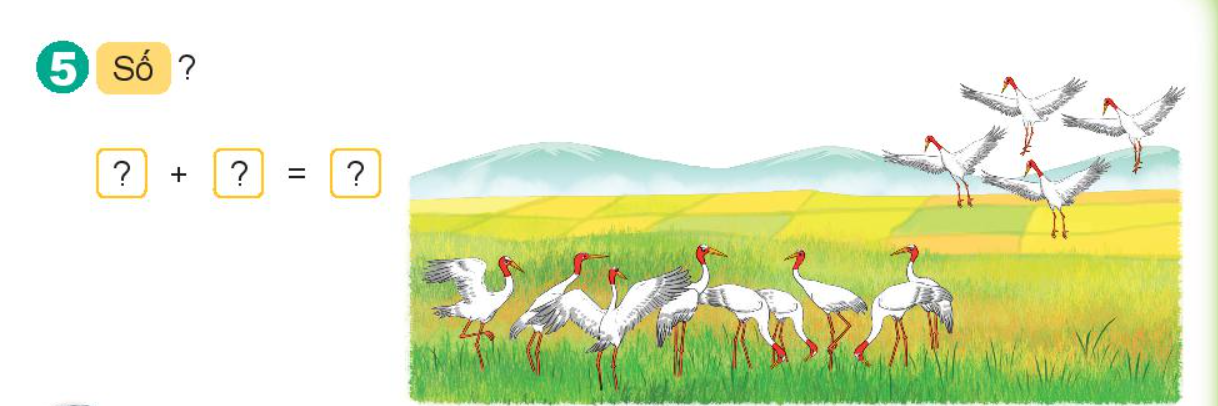 5 Số ?
? + ? = ?